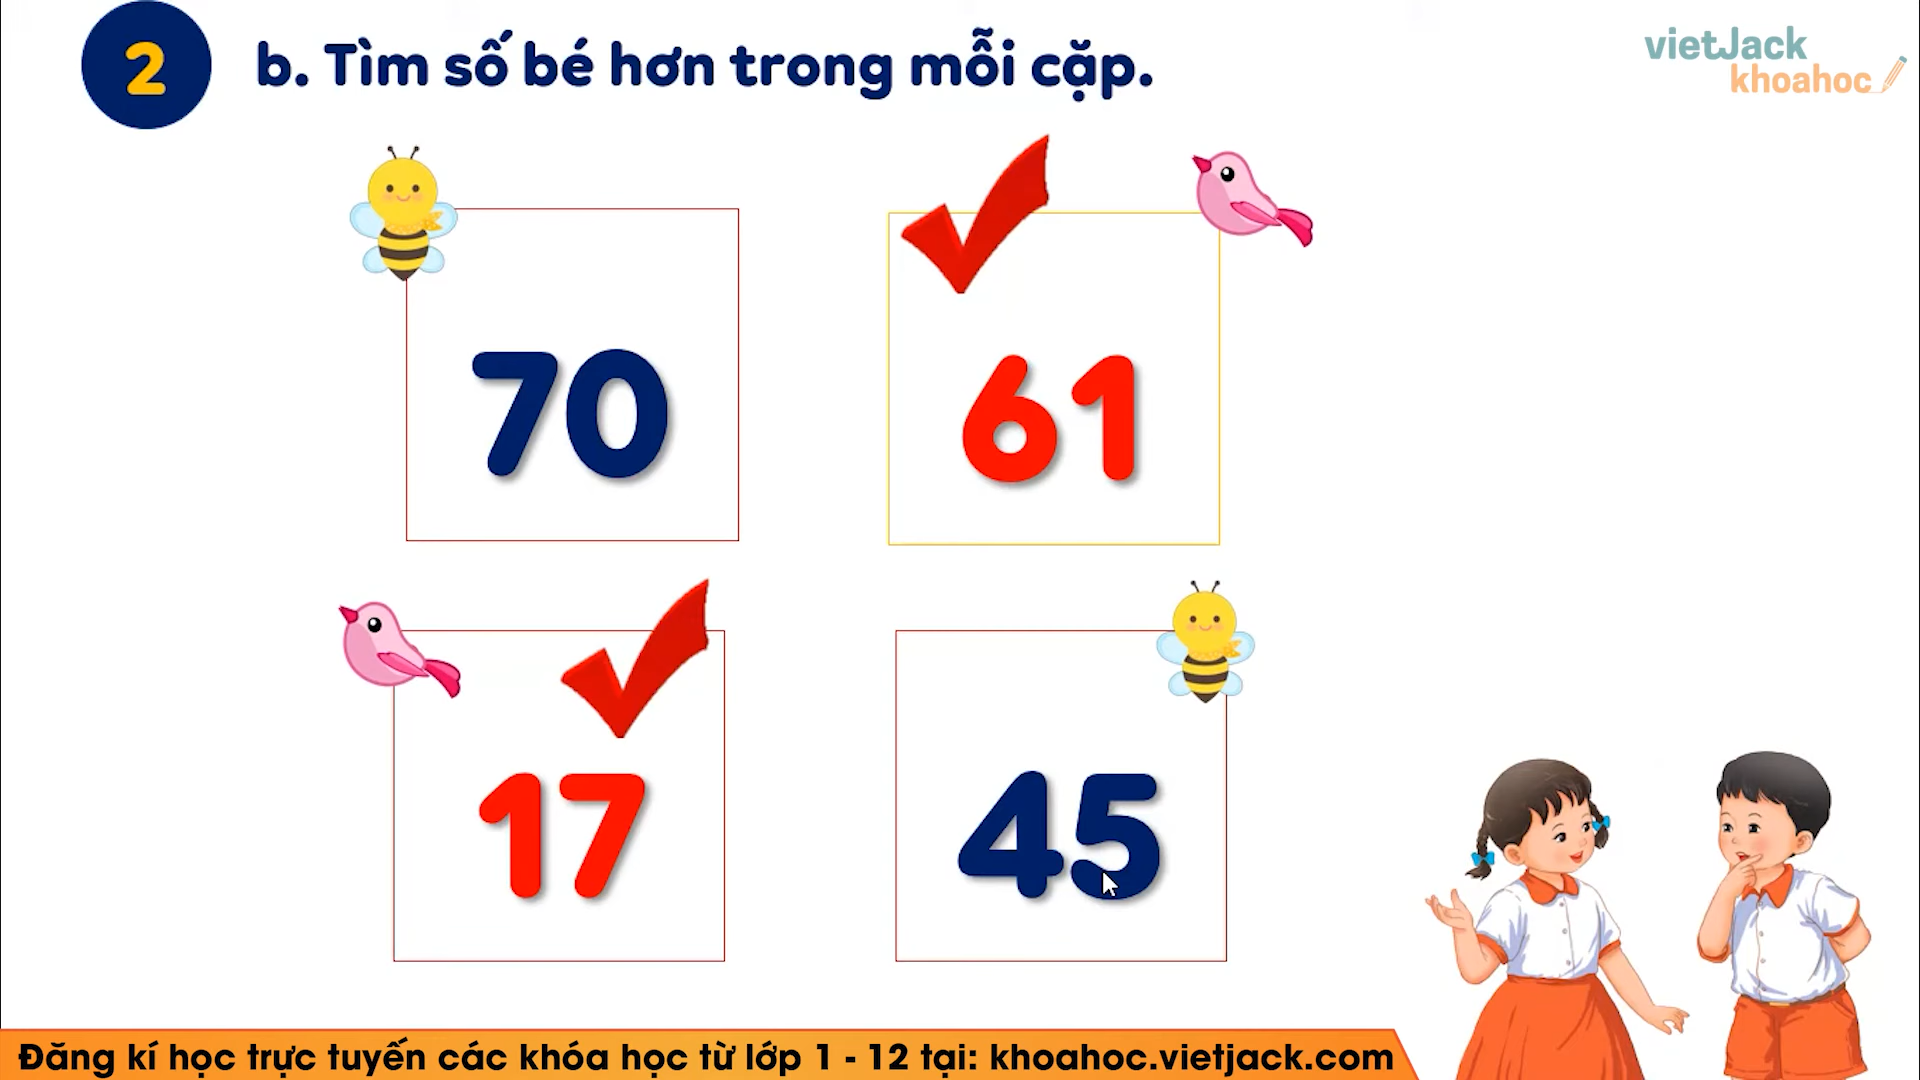 2
b. Tìm số bé hơn trong mỗi cặp.
vietJack
khoahoc
70
61
17
45
Đăng kí học trực tuyến các khóa học từ lớp 1 - 12 tại: khoahoc.vietjack.com